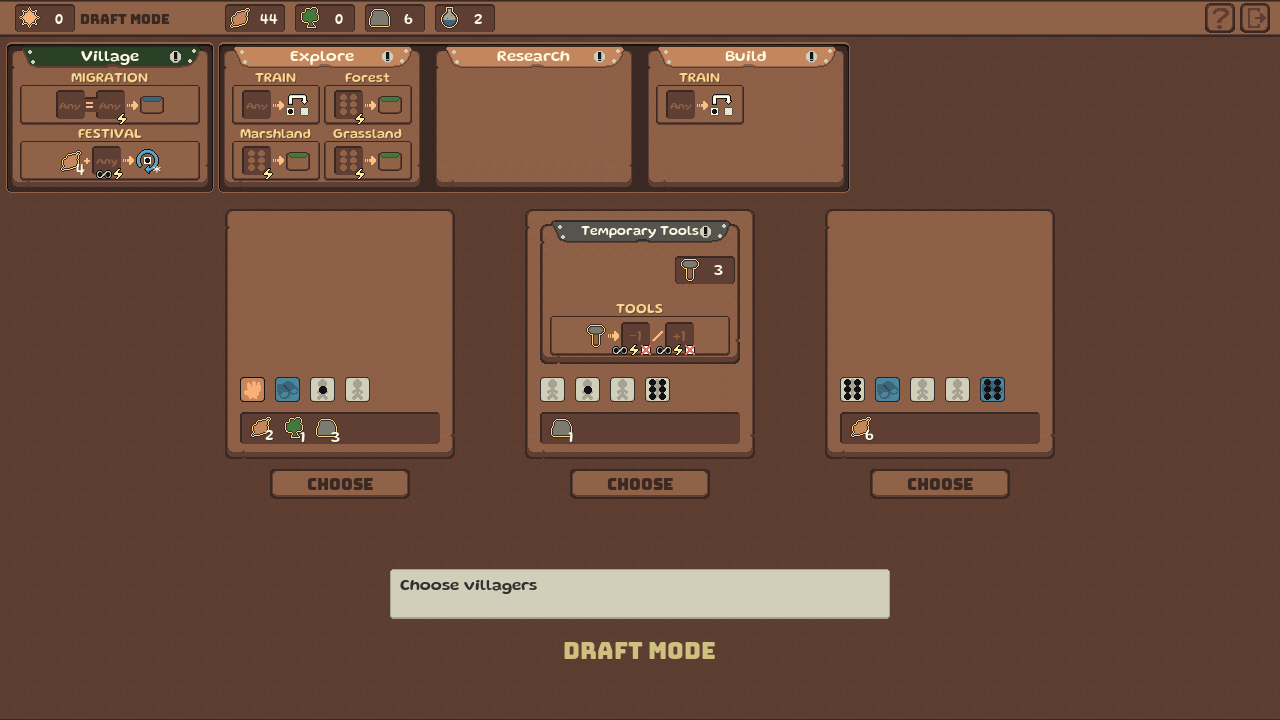 0 DRAFT MODE 44 0 6 2
Village Explore Research Build
MIGRATION TRAIN Forest TRAIN
Any = Any Any Any
FESTIVAL Marshland Grassland
4 + Any
Temporary Tools
3
TOOLS
-1 / +1
2 1 3 1 6
CHOOSE CHOOSE CHOOSE
Choose villagers
DRAFT MODE